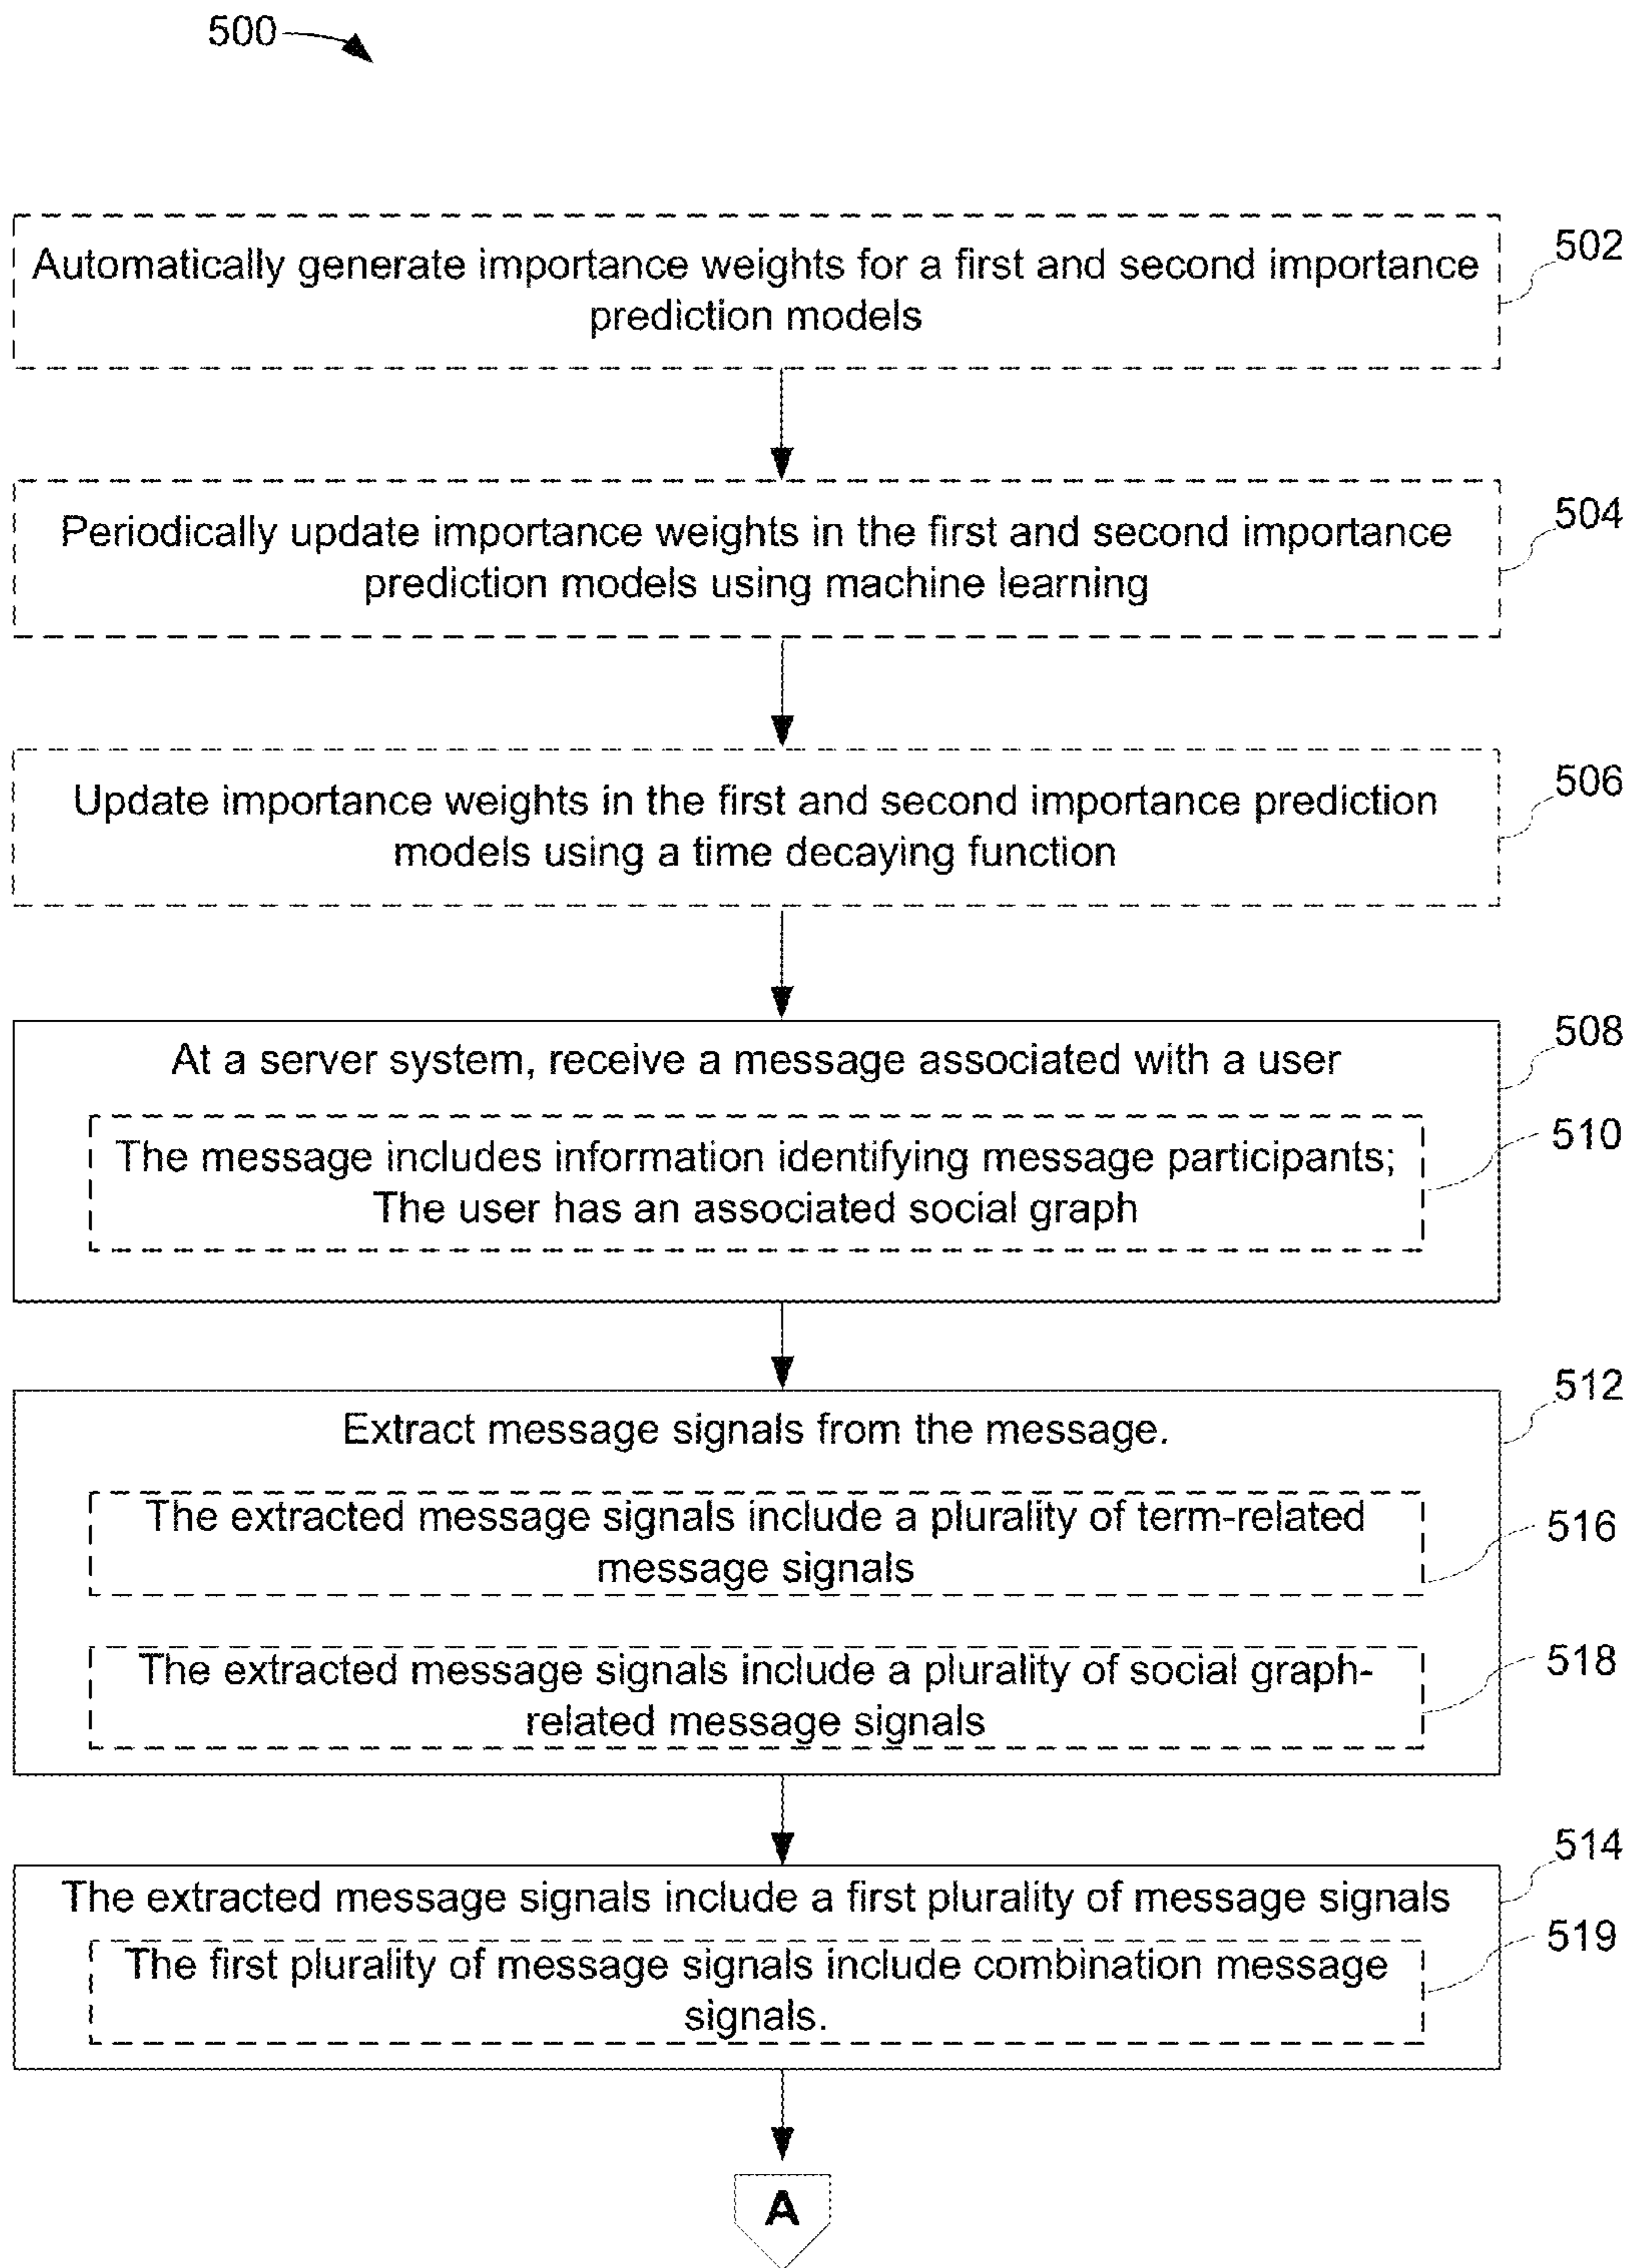 500
Automatically generate importance weights for a first and second importance
prediction models
502
Periodically update importance weights in the first and second importance
prediction models using machine learning
504
Update importance weights in the first and second importance prediction
models using a time decaying function
506
At a server system, receive a message associated with a user
508
The message includes information identifying message participants;
The user has an associated social graph
510
Extract message signals from the message.
512
The extracted message signals include a plurality of term-related
message signals
516
The extracted message signals include a plurality of social graph-
related message signals
518
The extracted message signals include a first plurality of message signals
514
The first plurality of message signals include combination message
signals.
519
A